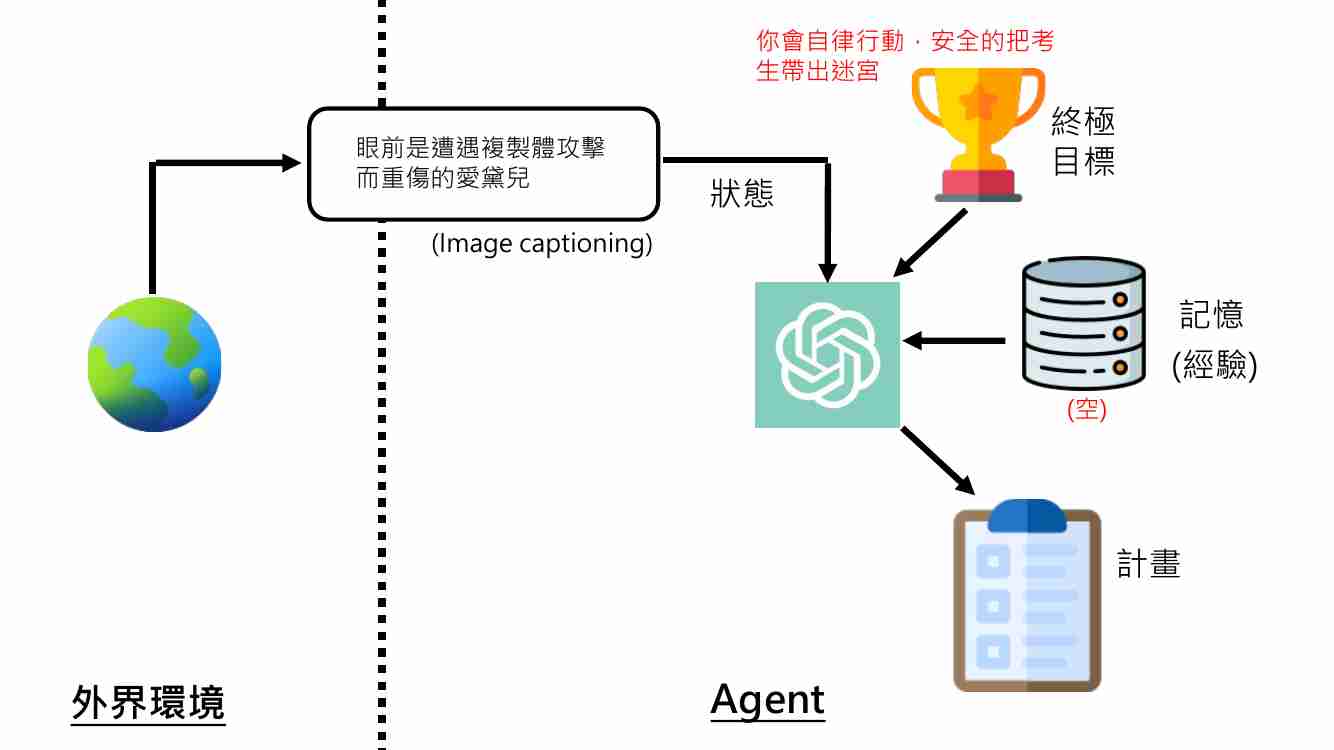 你會自律行動，安全的把考
生帶出迷宮
眼前是遭遇複製體攻擊
而重傷的愛黛兒
(Image captioning)
狀態
終極
目標
記憶
(經驗)
(空)
計畫
外界環境
Agent